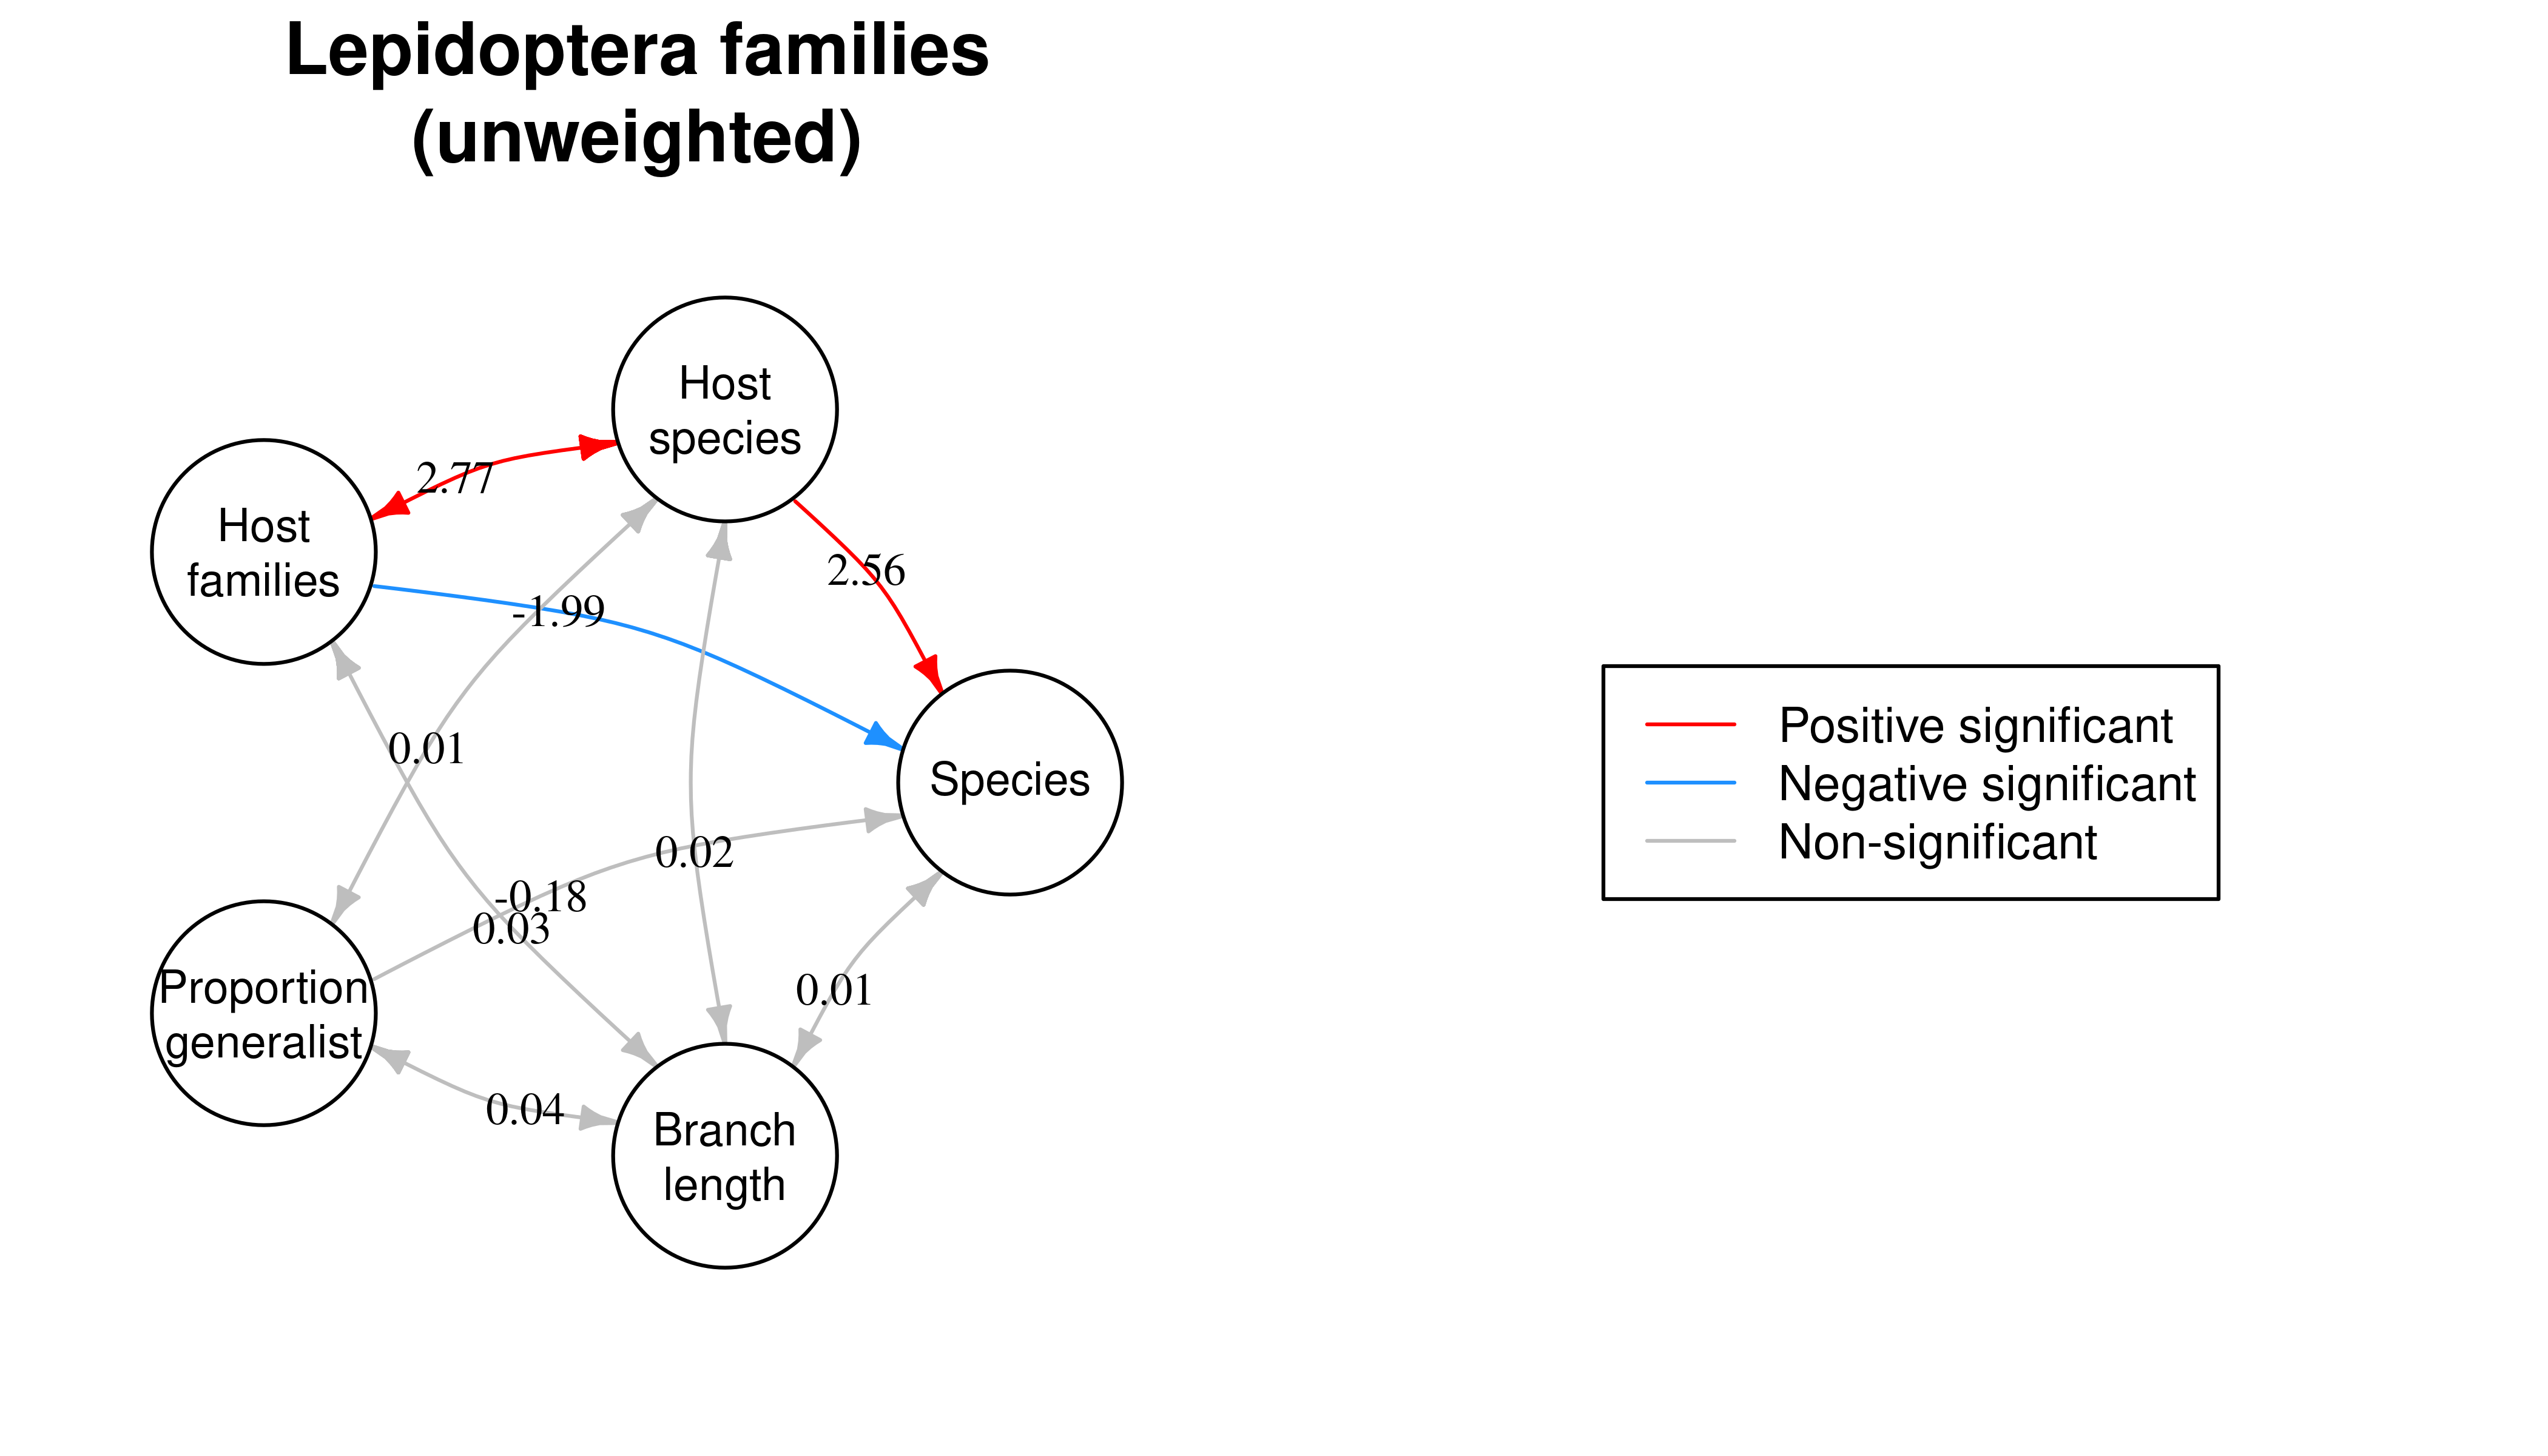 Lepidoptera families
(unweighted)
Host
species
2.77
Host
families
2.56
-1.99
0.01
Species
0.02
-0.18
0.03
Proportion
generalist
0.01
0.04
Branch
length
Positive significant
Negative significant
Non-significant